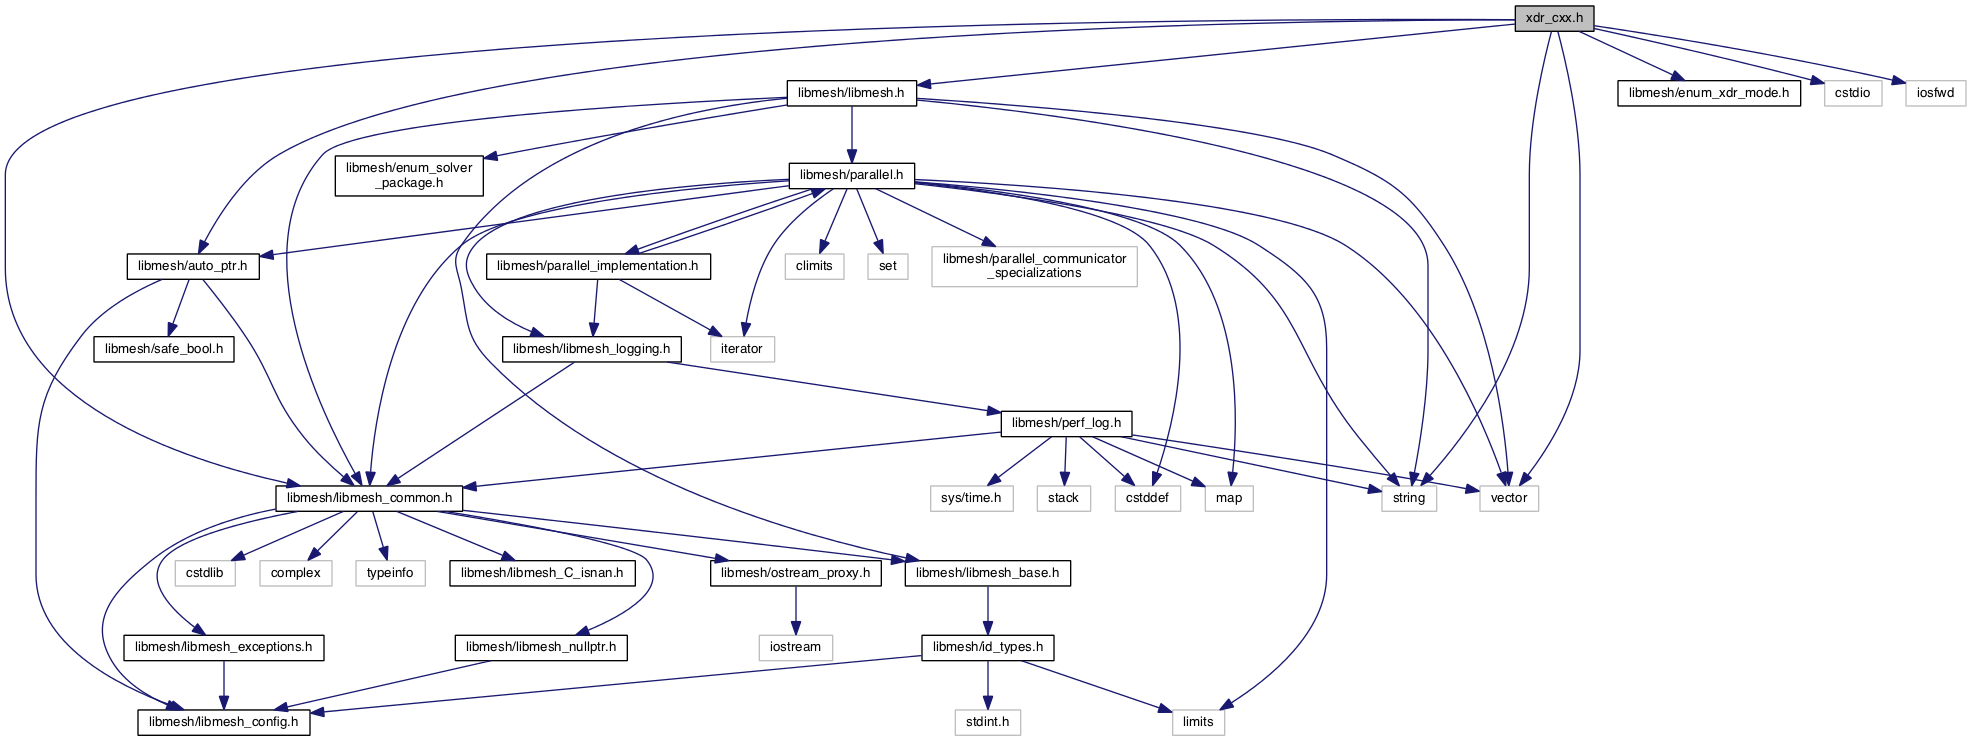 xdr_cxx.h
libmesh/libmesh.h
libmesh/enum_xdr_mode.h
cstdio
iosfwd
libmesh/enum_solver
_package.h
libmesh/parallel.h
libmesh/auto_ptr.h
libmesh/parallel_implementation.h
climits
set
libmesh/parallel_communicator
_specializations
libmesh/safe_bool.h
libmesh/libmesh_logging.h
iterator
libmesh/perf_log.h
libmesh/libmesh_common.h
sys/time.h
stack
cstddef
map
string
vector
cstdlib
complex
typeinfo
libmesh/libmesh_C_isnan.h
libmesh/ostream_proxy.h
libmesh/libmesh_base.h
libmesh/libmesh_exceptions.h
libmesh/libmesh_nullptr.h
iostream
libmesh/id_types.h
libmesh/libmesh_config.h
stdint.h
limits